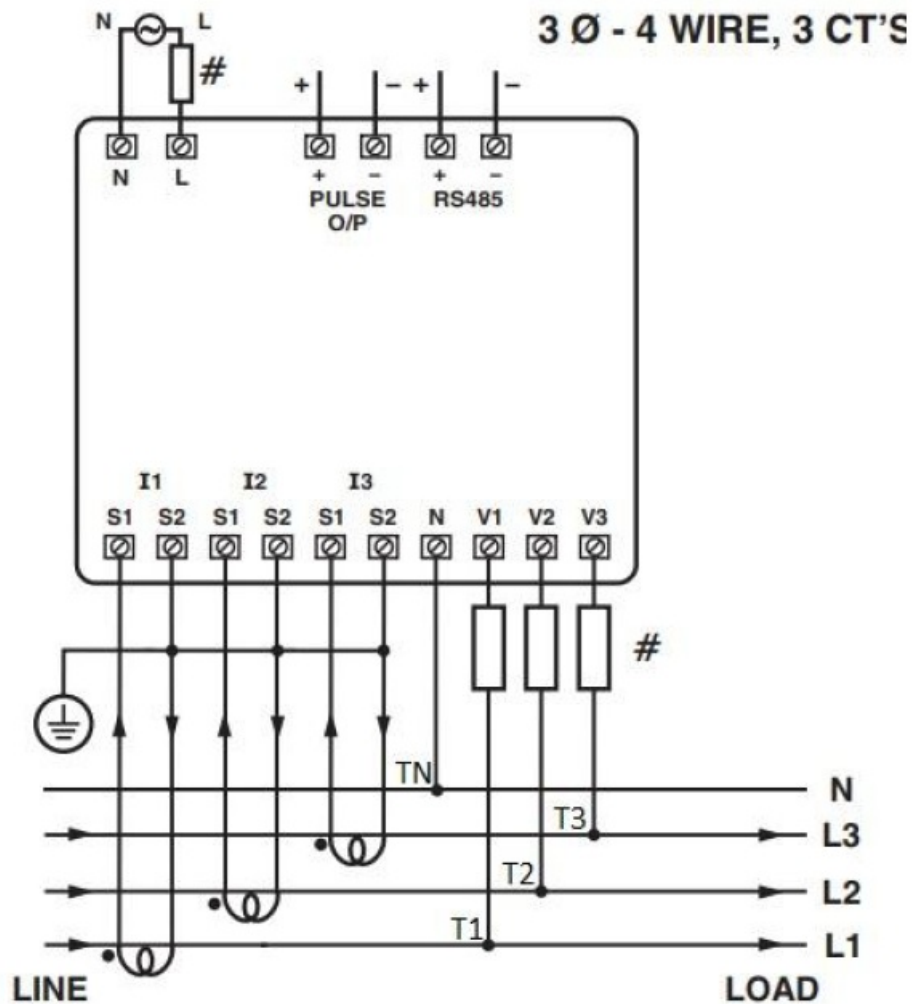 3 Ø - 4 WIRE, 3 CT'S
N L
#
+ - + -
N L
+ - + -
PULSE RS485
O/P
I1 I2 I3
S1 S2 S1 S2 S1 S2 N V1 V2 V3
#
TN
N
T3
L3
T2
L2
T1
L1
LINE LOAD